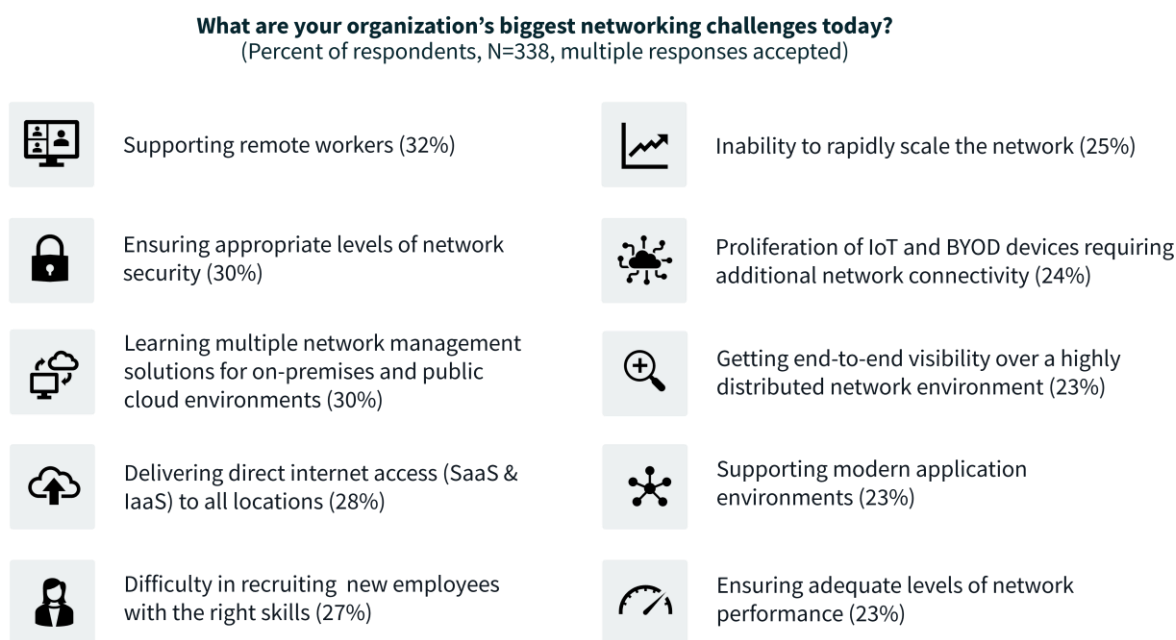 What are your organization’s biggest networking challenges today?
(Percent of respondents, N=338, multiple responses accepted)
Supporting remote workers (32%)
Ensuring appropriate levels of network
security (30%)
Learning multiple network management
solutions for on-premises and public
cloud environments (30%)
Delivering direct internet access (SaaS &
IaaS) to all locations (28%)
Difficulty in recruiting  new employees
with the right skills (27%)
Inability to rapidly scale the network (25%)
Proliferation of IoT and BYOD devices requiring
additional network connectivity (24%)
Getting end-to-end visibility over a highly
distributed network environment (23%)
Supporting modern application
environments (23%)
Ensuring adequate levels of network
performance (23%)